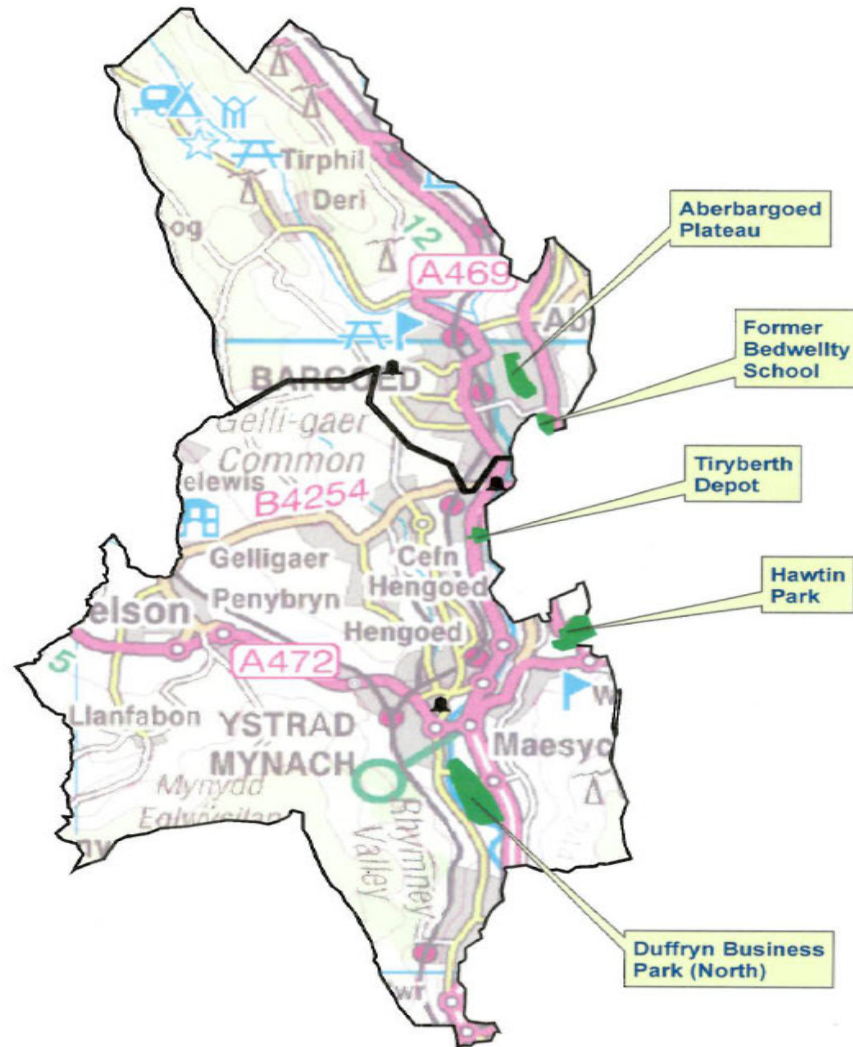 Tirphil
Deri
og
12
A469
Ab
BARGOED
Gelli-gaer
Common
elewis
B4254
Gelligaer
Cefn
Hengoed
Penybryn
elson
Hengoed
A472
5
Llanfabon
YSTRAD
MYNACH
Maesyc
W
Mynydd
Eglwysilan
Rhymney
Valley
wr
Aberbargoed
Plateau
Former
Bedwellty
School
Tiryberth
Depot
Hawtin
Park
Duffryn Business
Park (North)